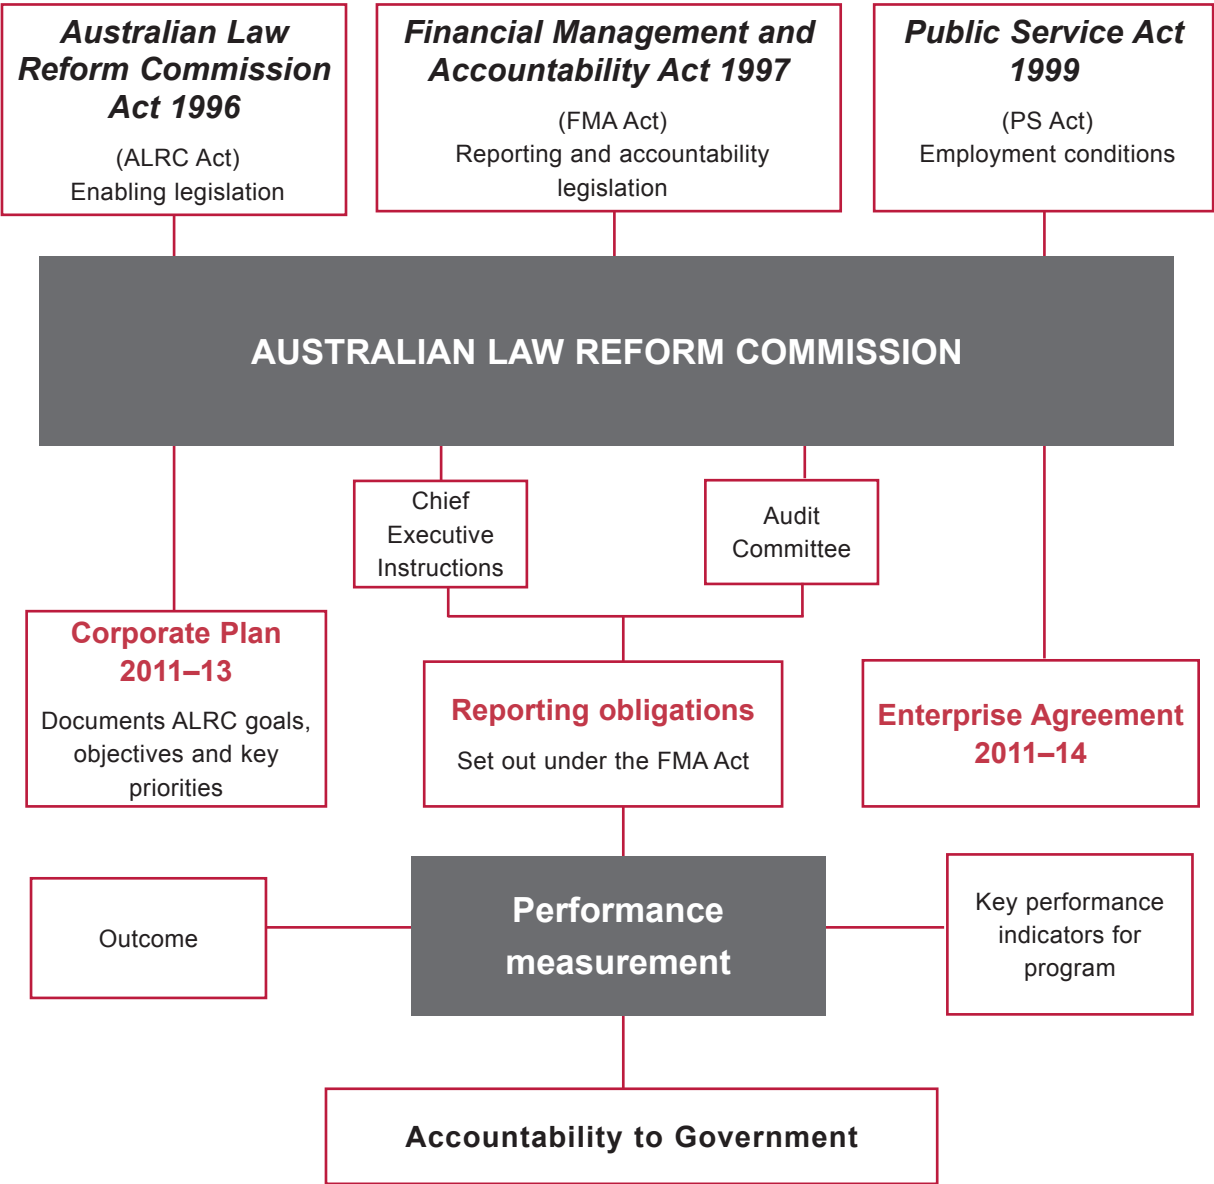 Australian Law
Reform Commission
Act 1996
(ALRC Act)
Enabling legislation
Financial Management and
Accountability Act 1997
(FMA Act)
Reporting and accountability
legislation
Public Service Act
1999
(PS Act)
Employment conditions
AUSTRALIAN LAW REFORM COMMISSION
Chief
Executive
Instructions
Audit
Committee
Corporate Plan
2011–13
Documents ALRC goals,
objectives and key
priorities
Reporting obligations
Set out under the FMA Act
Enterprise Agreement
2011–14
Outcome
Performance
measurement
Key performance
indicators for
program
Accountability to Government